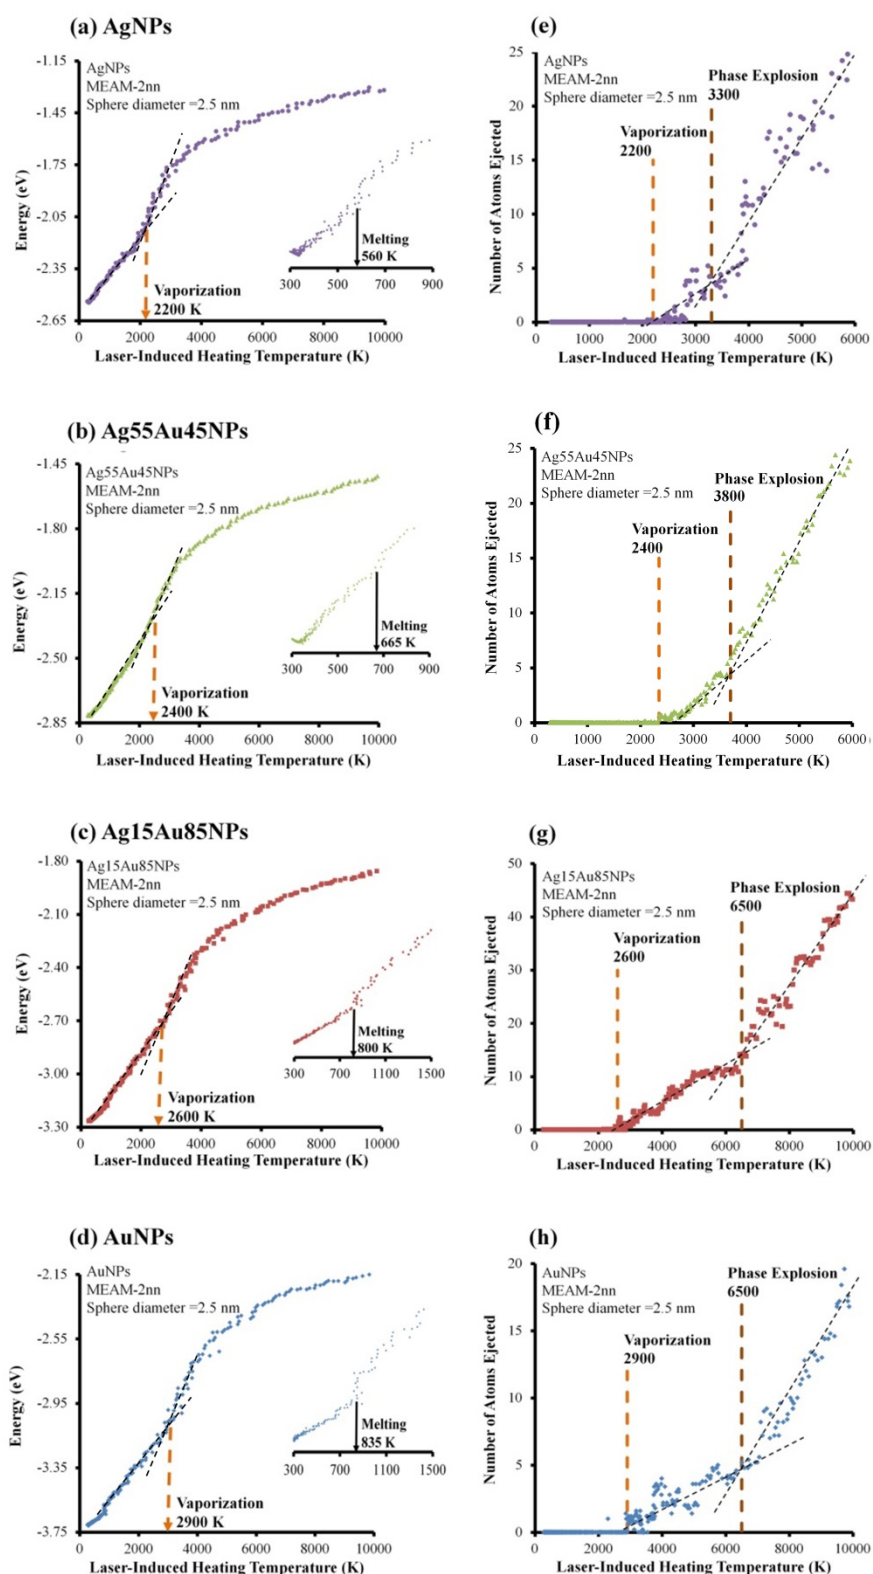 (a) AgNPs
AgNPs
MEAM-2nn
Sphere diameter =2.5 nm
-1.15
-1.45
-1.75
-2.05
-2.35
-2.65
Energy (eV)
Melting
560 K
300 500 700 900
Vaporization
2200 K
0 2000 4000 6000 8000 10000
Laser-Induced Heating Temperature (K)
(e)
AgNPs
MEAM-2nn
Sphere diameter =2.5 nm
Phase Explosion
3300
Vaporization
2200
25
20
15
10
5
0
Number of Atoms Ejected
0 1000 2000 3000 4000 5000 6000
Laser-Induced Heating Temperature (K)
(b) Ag55Au45NPs
Ag55Au45NPs
MEAM-2nn
Sphere diameter =2.5 nm
-1.45
-1.80
-2.15
-2.50
-2.85
Energy (eV)
Melting
665 K
300 500 700 900
Vaporization
2400 K
0 2000 4000 6000 8000 10000
Laser-Induced Heating Temperature (K)
(f)
Ag55Au45NPs
MEAM-2nn
Sphere diameter =2.5 nm
Phase Explosion
3800
Vaporization
2400
25
20
15
10
5
0
Number of Atoms Ejected
0 1000 2000 3000 4000 5000 6000
Laser-Induced Heating Temperature (K)
(c) Ag15Au85NPs
Ag15Au85NPs
MEAM-2nn
Sphere diameter =2.5 nm
-1.80
-2.10
-2.40
-2.70
-3.00
-3.30
Energy (eV)
Melting
800 K
300 700 1100 1500
Vaporization
2600 K
0 2000 4000 6000 8000 10000
Laser-Induced Heating Temperature (K)
(g)
Ag15Au85NPs
MEAM-2nn
Sphere diameter =2.5 nm
Phase Explosion
6500
Vaporization
2600
50
40
30
20
10
0
Number of Atoms Ejected
0 2000 4000 6000 8000 10000
Laser-Induced Heating Temperature (K)
(d) AuNPs
AuNPs
MEAM-2nn
Sphere diameter =2.5 nm
-2.15
-2.55
-2.95
-3.35
-3.75
Energy (eV)
Melting
835 K
300 700 1100 1500
Vaporization
2900 K
0 2000 4000 6000 8000 10000
Laser-Induced Heating Temperature (K)
(h)
AuNPs
MEAM-2nn
Sphere diameter =2.5 nm
Phase Explosion
6500
Vaporization
2900
20
15
10
5
0
Number of Atoms Ejected
0 2000 4000 6000 8000 10000
Laser-Induced Heating Temperature (K)